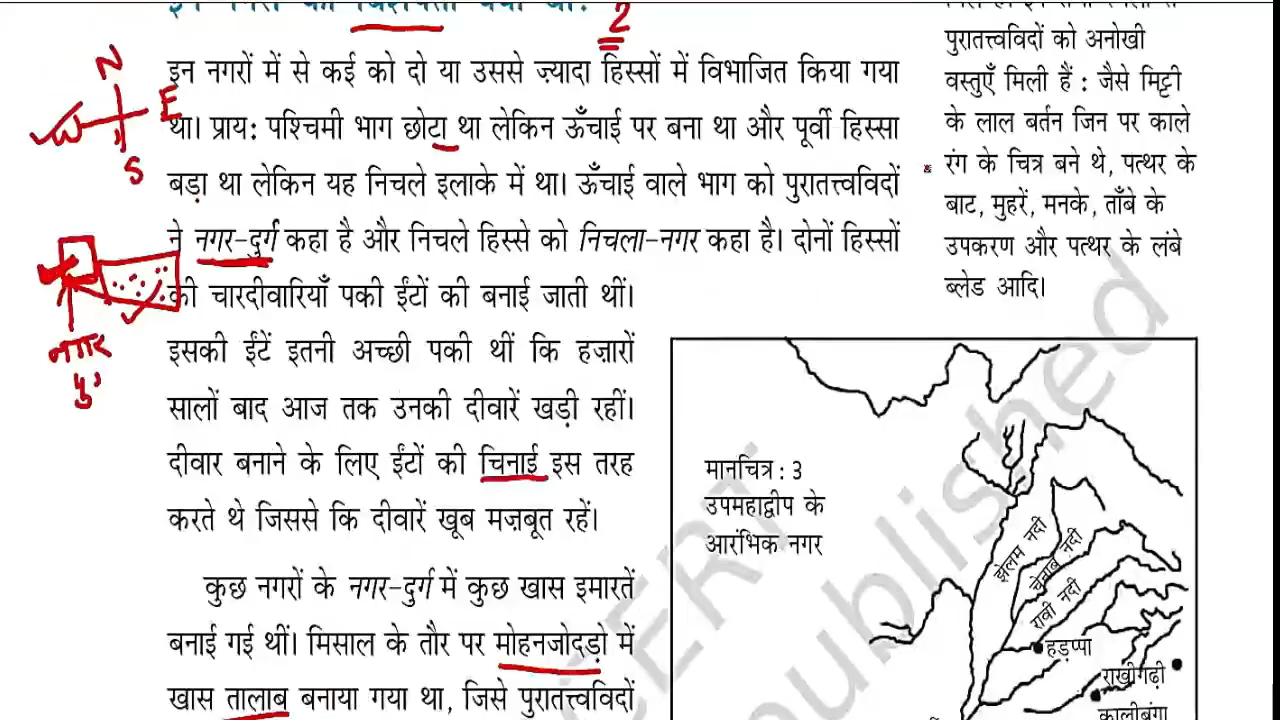 इन नगरों की विशेषता क्या थी?
2
इन नगरों में से कई को दो या उससे ज़्यादा हिस्सों में विभाजित किया गया
था। प्राय: पश्चिमी भाग छोटा था लेकिन ऊँचाई पर बना था और पूर्वी हिस्सा
बड़ा था लेकिन यह निचले इलाके में था। ऊँचाई वाले भाग को पुरातत्त्वविदों
ने नगर-दुर्ग कहा है और निचले हिस्से को निचला-नगर कहा है। दोनों हिस्सों
की चारदीवारियाँ पकी ईंटों की बनाई जाती थीं।
इसकी ईंटें इतनी अच्छी पकी थीं कि हज़ारों
सालों बाद आज तक उनकी दीवारें खड़ी रहीं।
दीवार बनाने के लिए ईंटों की चिनाई इस तरह
करते थे जिससे कि दीवारें खूब मज़बूत रहें।
कुछ नगरों के नगर-दुर्ग में कुछ खास इमारतें
बनाई गई थीं। मिसाल के तौर पर मोहनजोदड़ो में
खास तालाब बनाया गया था, जिसे पुरातत्त्वविदों
N
E
W
S
नगर
पुरातत्त्वविदों को अनोखी
वस्तुएँ मिली हैं : जैसे मिट्टी
के लाल बर्तन जिन पर काले
रंग के चित्र बने थे, पत्थर के
बाट, मुहरें, मनके, ताँबे के
उपकरण और पत्थर के लंबे
ब्लेड आदि।
मानचित्र : 3
उपमहाद्वीप के
आरंभिक नगर
झेलम नदी
चेनाब नदी
रावी नदी
हड़प्पा
राखीगढ़ी
कालीबंगा
published